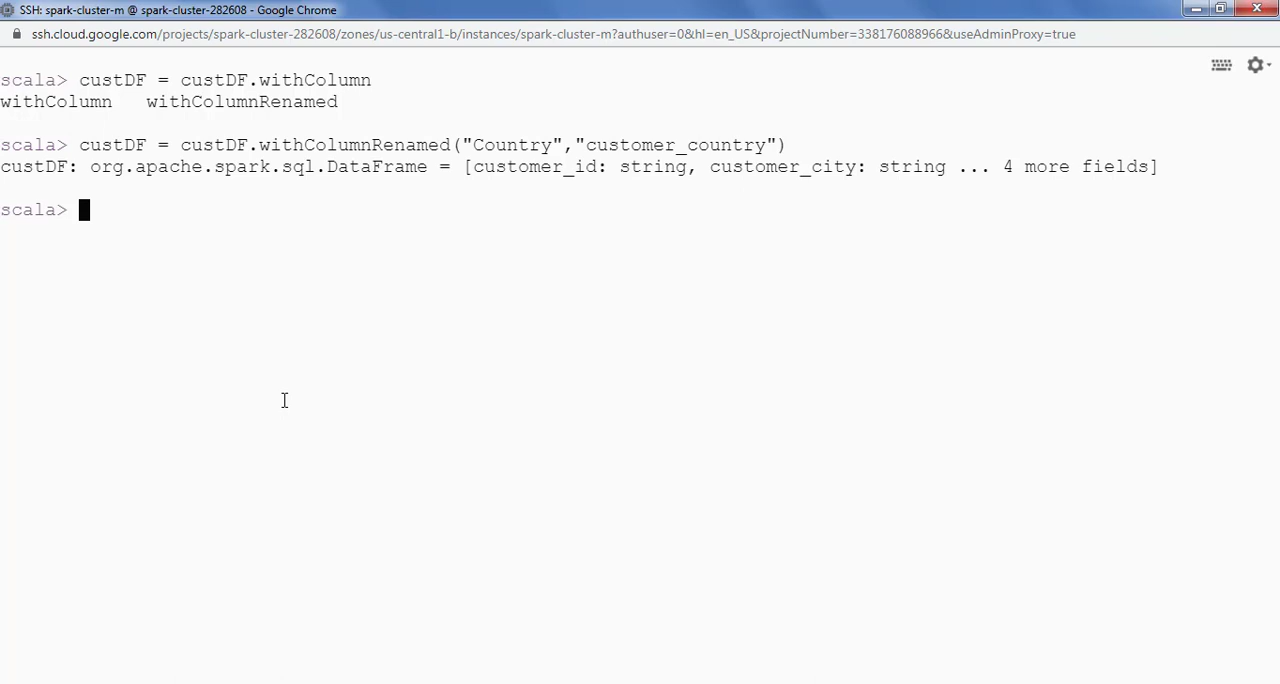 SSH: spark-cluster-m @ spark-cluster-282608 - Google Chrome
ssh.cloud.google.com/projects/spark-cluster-282608/zones/us-central1-b/instances/spark-cluster-m?authuser=0&hl=en_US&projectNumber=338176088966&useAdminProxy=true
scala> custDF = custDF.withColumn
withColumn   withColumnRenamed
scala> custDF = custDF.withColumnRenamed("Country","customer_country")
custDF: org.apache.spark.sql.DataFrame = [customer_id: string, customer_city: string ... 4 more fields]
scala>